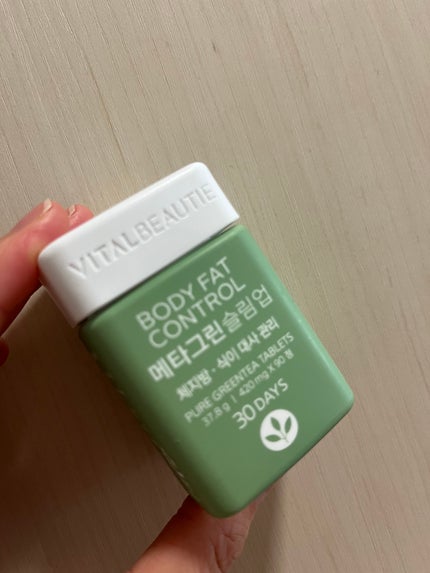 VITALBEAUTIE
BODY FAT
CONTROL
메타그린슬림업
체지방 · 식이 대사 관리
PURE GREENTEA TABLETS
37.8 g | 420 mg X 90 정
30 DAYS